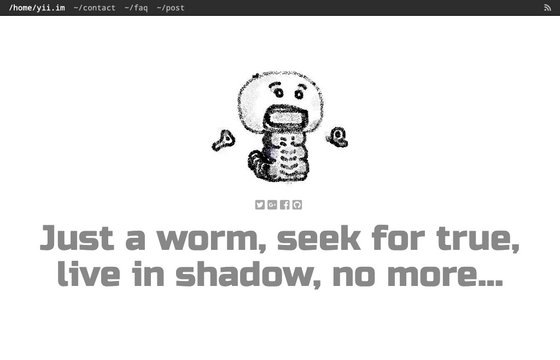 /home/yii.im ~/contact ~/faq ~/post
Just a worm, seek for true,
live in shadow, no more...